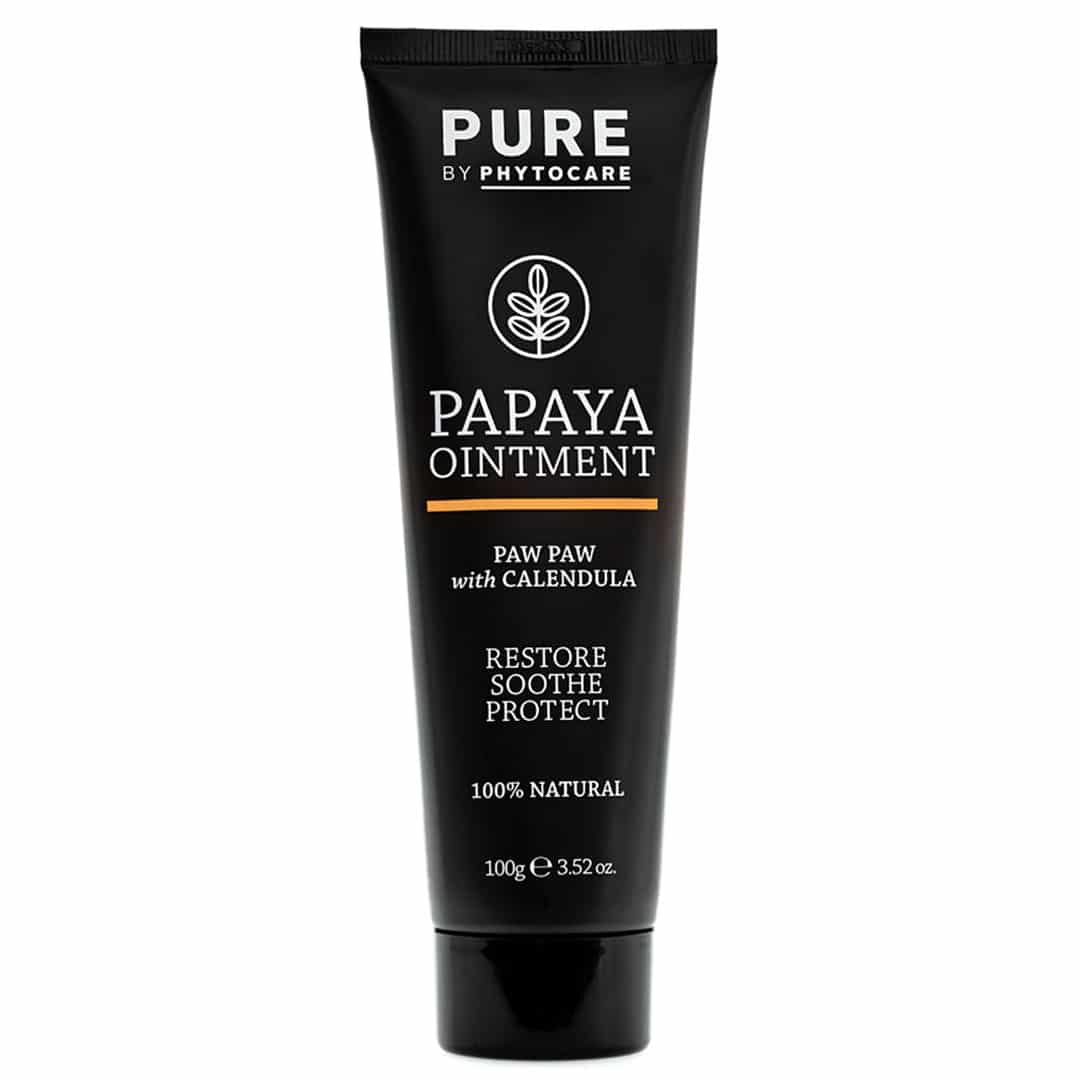 PURE
BY PHYTOCARE
PAPAYA
OINTMENT
PAW PAW
with CALENDULA
RESTORE
SOOTHE
PROTECT
100% NATURAL
100g ℮ 3.52 oz.